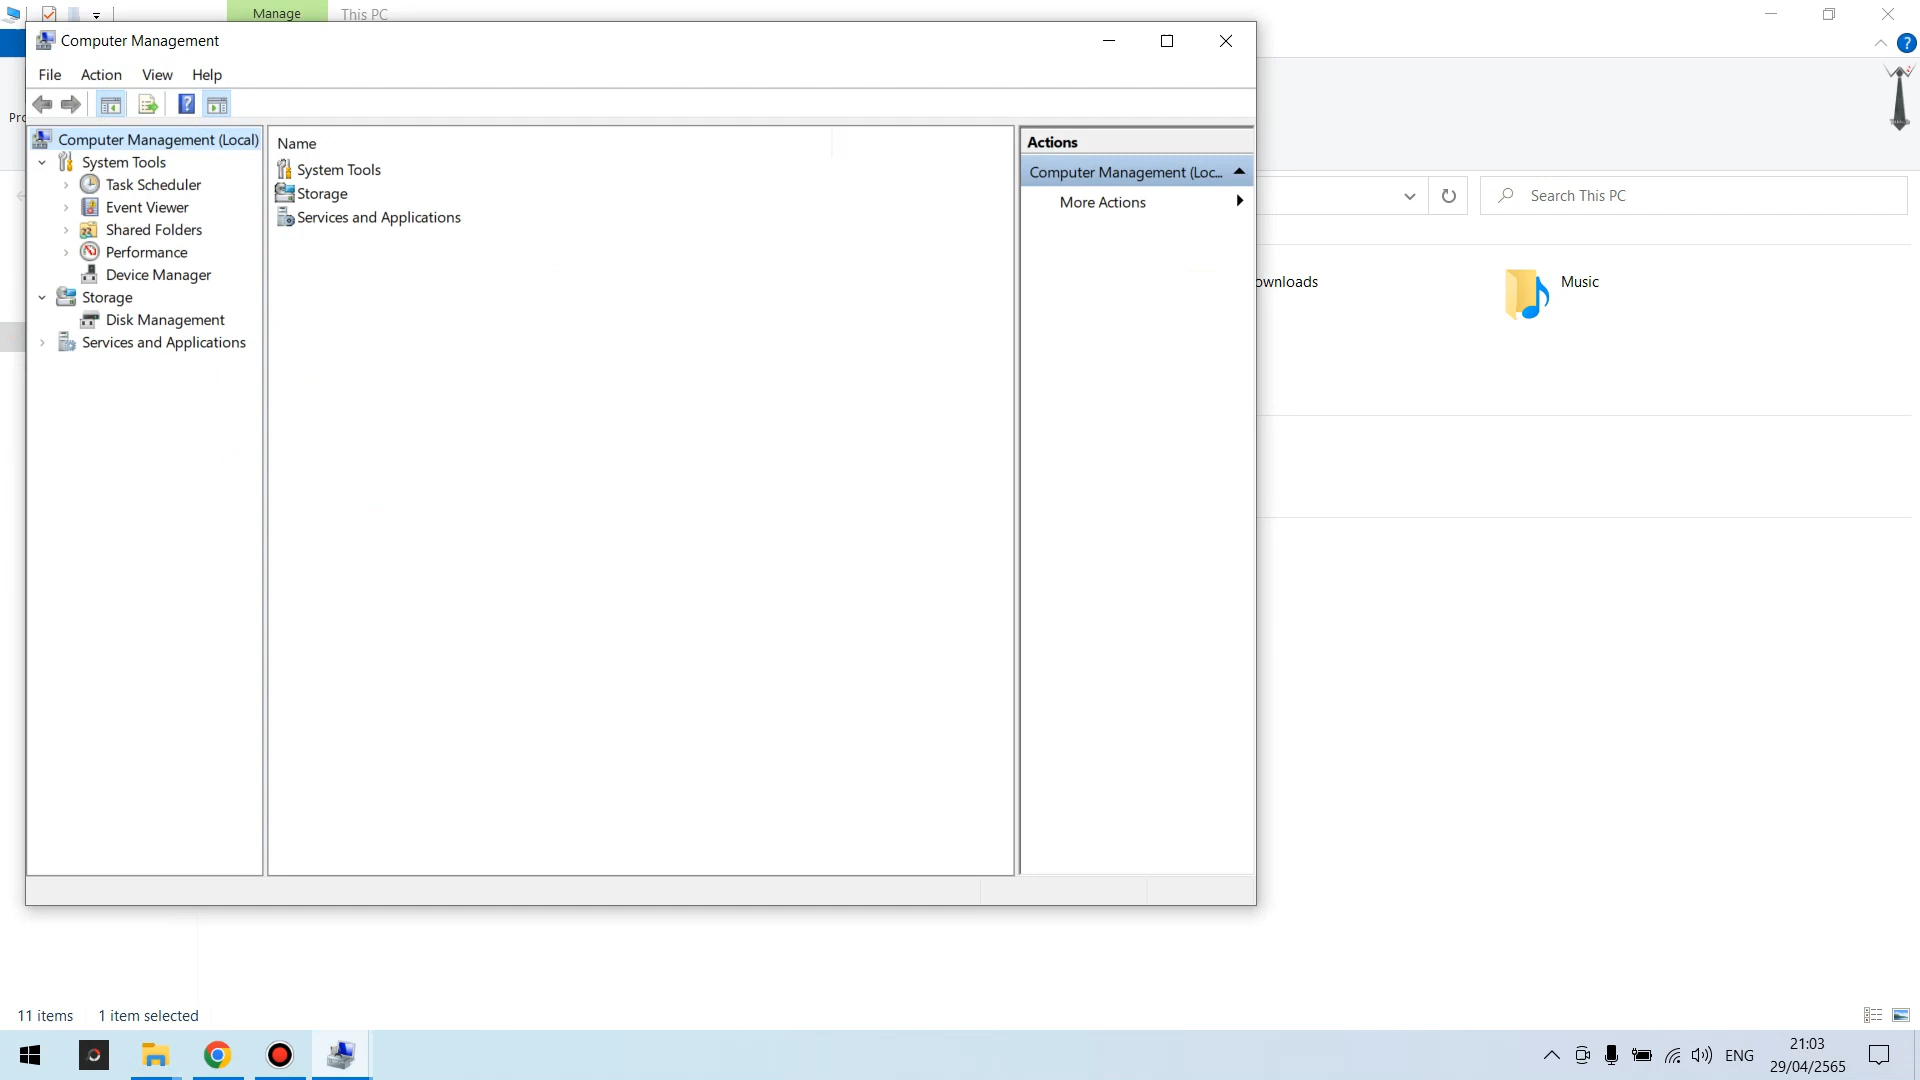 Manage
This PC
Computer Management
File Action View Help
Computer Management (Local)
System Tools
Task Scheduler
Event Viewer
Shared Folders
Performance
Device Manager
Storage
Disk Management
Services and Applications
Name
System Tools
Storage
Services and Applications
Actions
Computer Management (Loc...
More Actions
Search This PC
ownloads
Music
11 items 1 item selected
ENG
21:03
29/04/2565